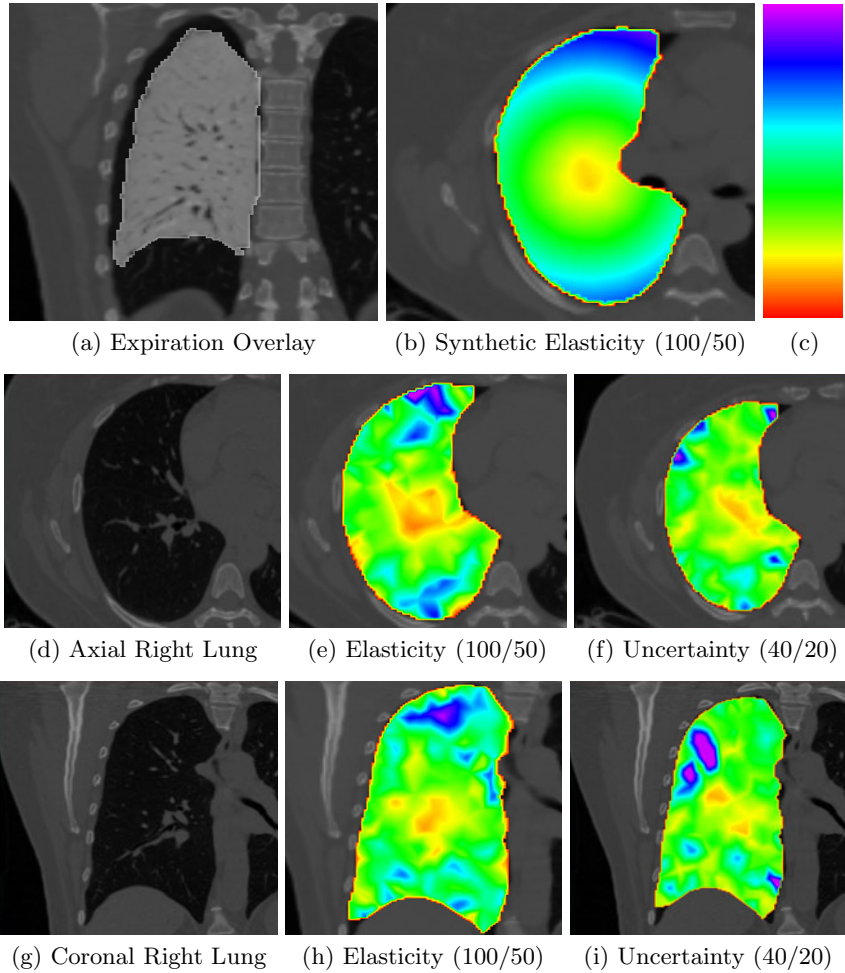 (a) Expiration Overlay
(b) Synthetic Elasticity (100/50)
(c)
(d) Axial Right Lung
(e) Elasticity (100/50)
(f) Uncertainty (40/20)
(g) Coronal Right Lung
(h) Elasticity (100/50)
(i) Uncertainty (40/20)